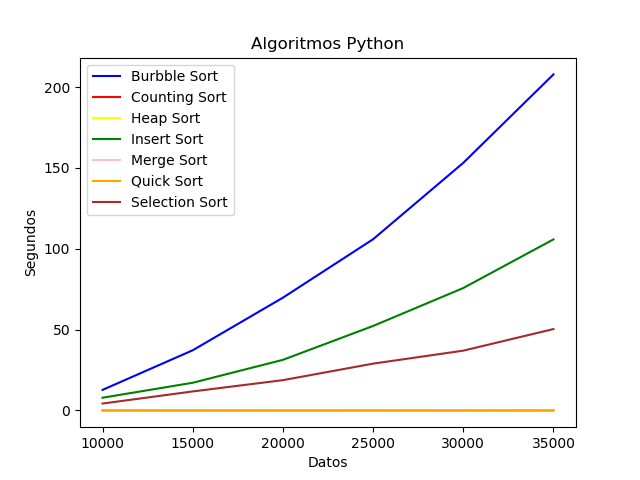 Algoritmos Python
Burbble Sort
Counting Sort
Heap Sort
Insert Sort
Merge Sort
Quick Sort
Selection Sort
200
150
100
50
0
Segundos
10000 15000 20000 25000 30000 35000
Datos